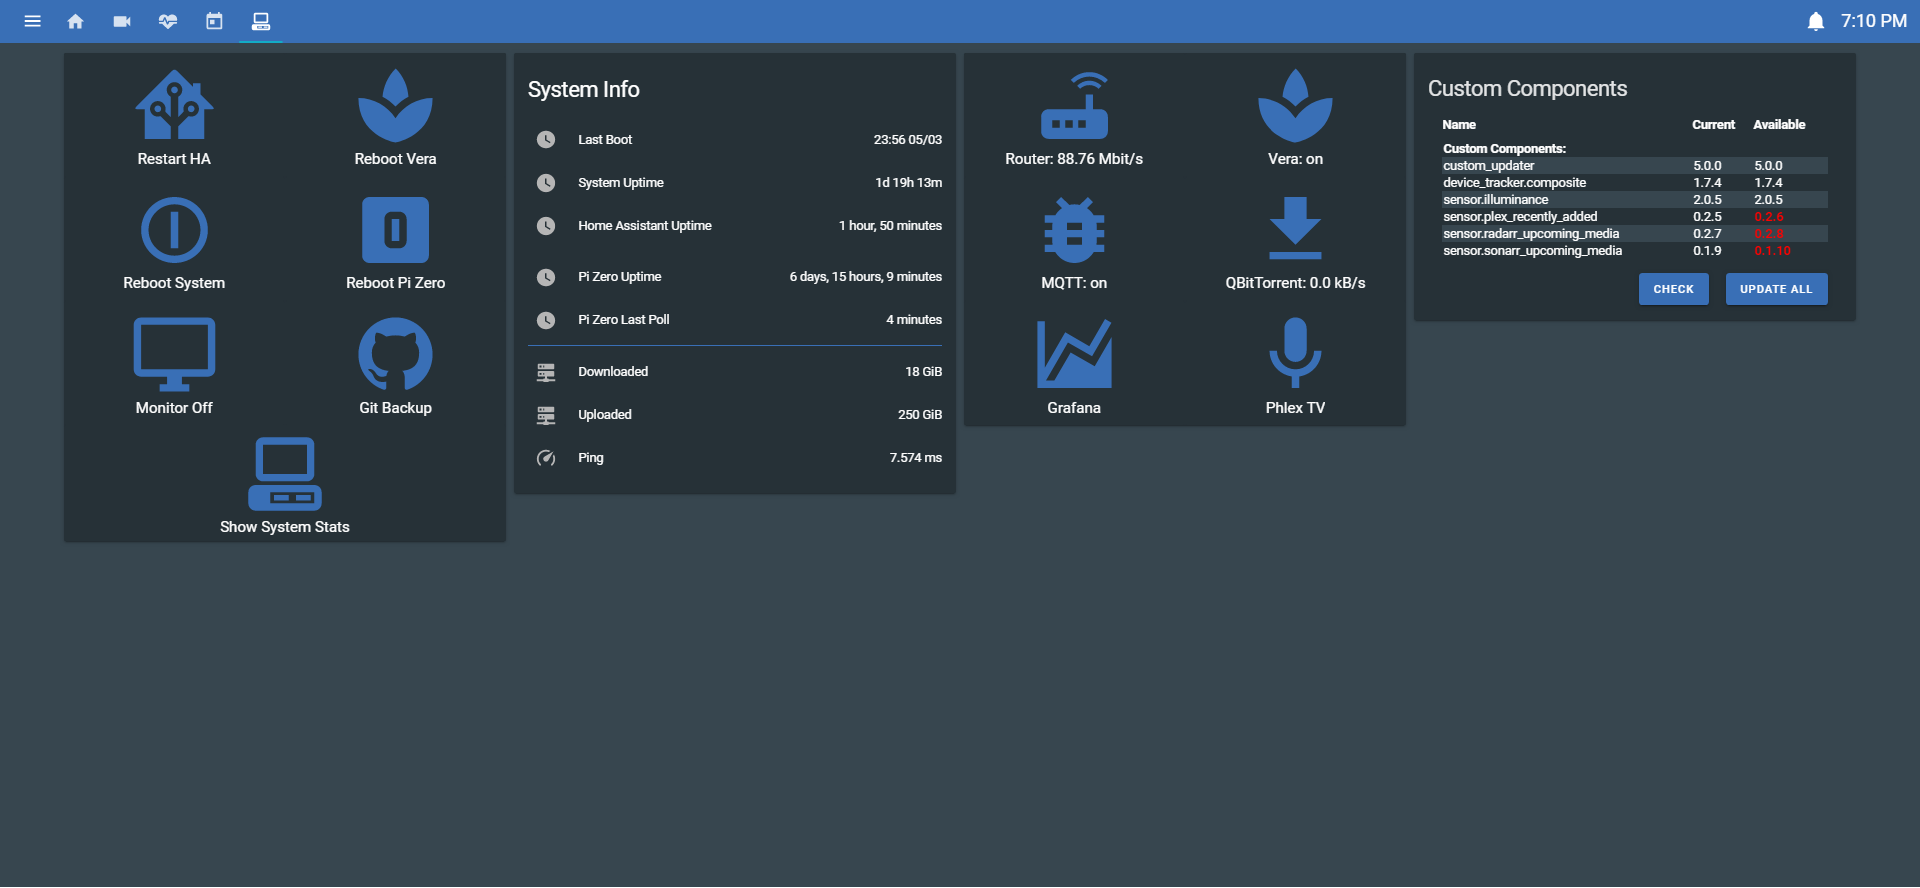 7:10 PM
Restart HA
Reboot Vera
Reboot System
Reboot Pi Zero
Monitor Off
Git Backup
Show System Stats
System Info
Last Boot 23:56 05/03
System Uptime 1d 19h 13m
Home Assistant Uptime 1 hour, 50 minutes
Pi Zero Uptime 6 days, 15 hours, 9 minutes
Pi Zero Last Poll 4 minutes
Downloaded 18 GiB
Uploaded 250 GiB
Ping 7.574 ms
Router: 88.76 Mbit/s
Vera: on
MQTT: on
QBitTorrent: 0.0 kB/s
Grafana
Phlex TV
Custom Components
Name Current Available
Custom Components:
custom_updater 5.0.0 5.0.0
device_tracker.composite 1.7.4 1.7.4
sensor.illuminance 2.0.5 2.0.5
sensor.plex_recently_added 0.2.5 0.2.6
sensor.radarr_upcoming_media 0.2.7 0.2.8
sensor.sonarr_upcoming_media 0.1.9 0.1.10
CHECK UPDATE ALL